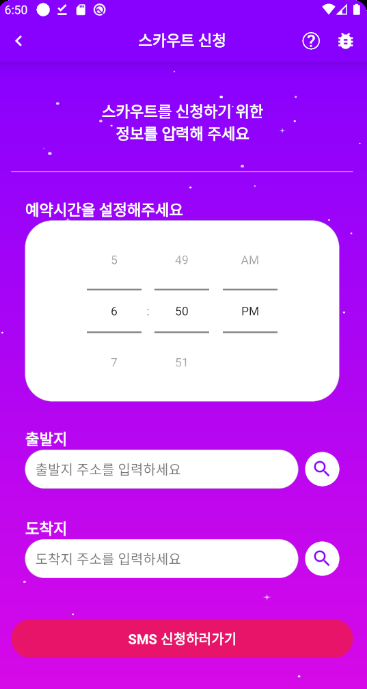 6:50
스카우트 신청
스카우트를 신청하기 위한
정보를 압력해 주세요
예약시간을 설정해주세요
5 49 AM
6 : 50 PM
7 51
출발지
출발지 주소를 입력하세요
도착지
도착지 주소를 입력하세요
SMS 신청하러가기